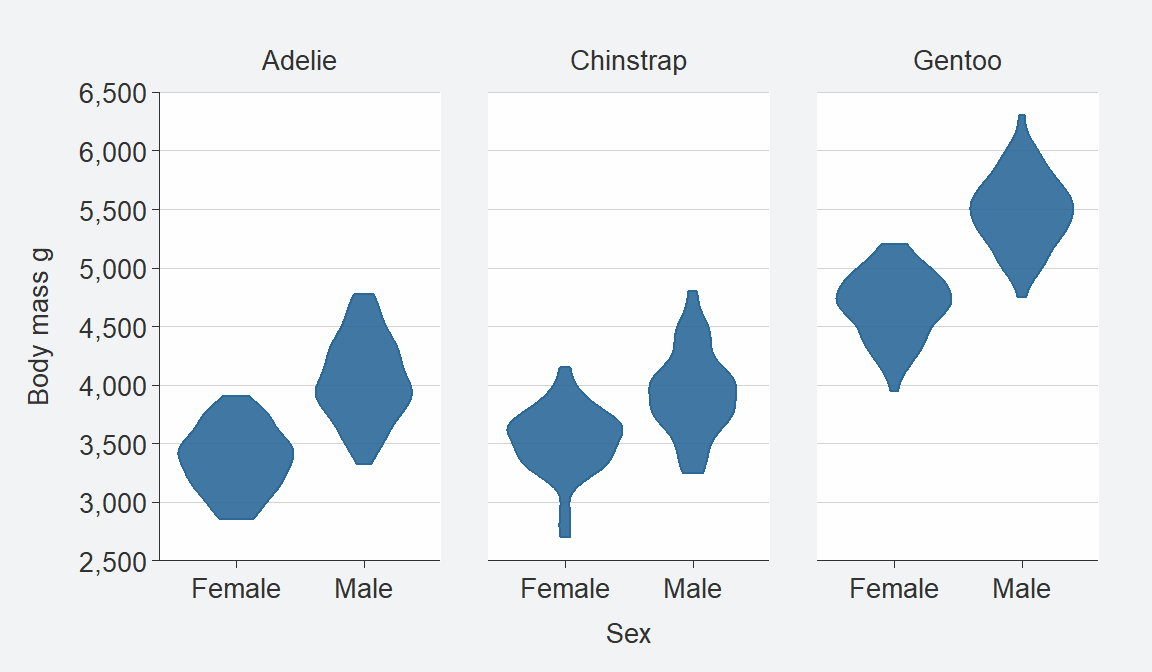 Adelie Chinstrap Gentoo
6,500
6,000
5,500
5,000
4,500
4,000
3,500
3,000
2,500
Body mass g
Female Male Female Male Female Male
Sex